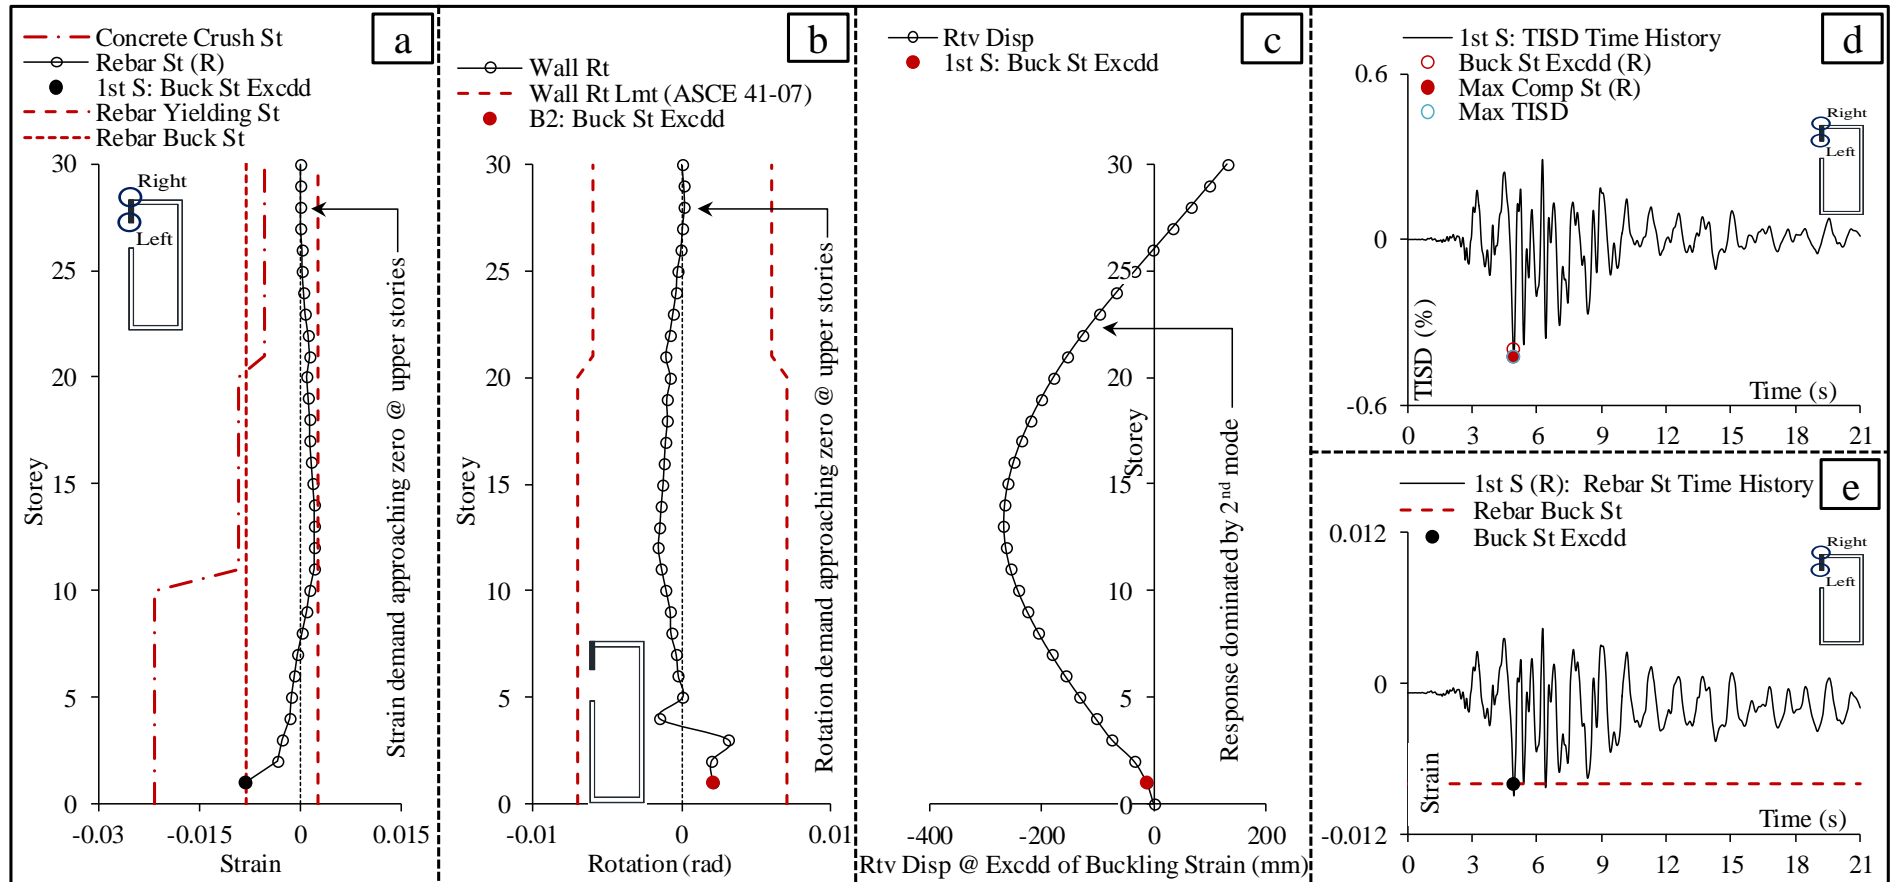 a
Concrete Crush St
Rebar St (R)
1st S: Buck St Excdd
Rebar Yielding St
Rebar Buck St
Right
Left
Strain demand approaching zero @ upper stories
Storey
30
25
20
15
10
5
0
-0.03
-0.015
0
0.015
Strain
b
Wall Rt
Wall Rt Lmt (ASCE 41-07)
B2: Buck St Excdd
Rotation demand approaching zero @ upper stories
Storey
30
25
20
15
10
5
0
-0.01
0
0.01
Rotation (rad)
c
Rtv Disp
1st S: Buck St Excdd
Response dominated by 2nd mode
Storey
30
25
20
15
10
5
0
-400
-200
0
200
Rtv Disp @ Excdd of Buckling Strain (mm)
d
1st S: TISD Time History
Buck St Excdd (R)
Max Comp St (R)
Max TISD
Right
Left
0.6
0
-0.6
TISD (%)
Time (s)
0
3
6
9
12
15
18
21
e
1st S (R): Rebar St Time History
Rebar Buck St
Buck St Excdd
Right
Left
0.012
0
-0.012
Strain
Time (s)
0
3
6
9
12
15
18
21